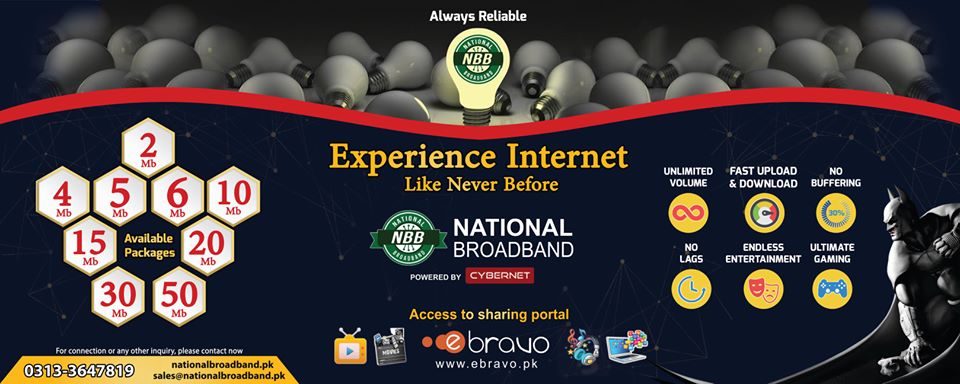 Always Reliable
NATIONAL
NBB
BROADBAND
Experience Internet
Like Never Before
2
Mb
4
Mb
5
Mb
6
Mb
10
Mb
15
Mb
Available
Packages
20
Mb
30
Mb
50
Mb
NATIONAL
NBB
BROADBAND
NATIONAL
BROADBAND
POWERED BY CYBERNET
UNLIMITED
VOLUME
FAST UPLOAD
& DOWNLOAD
NO
BUFFERING
30%
NO
LAGS
ENDLESS
ENTERTAINMENT
ULTIMATE
GAMING
Access to sharing portal
MOVIES
ebravo
www.ebravo.pk
For connection or any other inquiry, please contact now
0313-3647819
nationalbroadband.pk
sales@nationalbroadband.pk